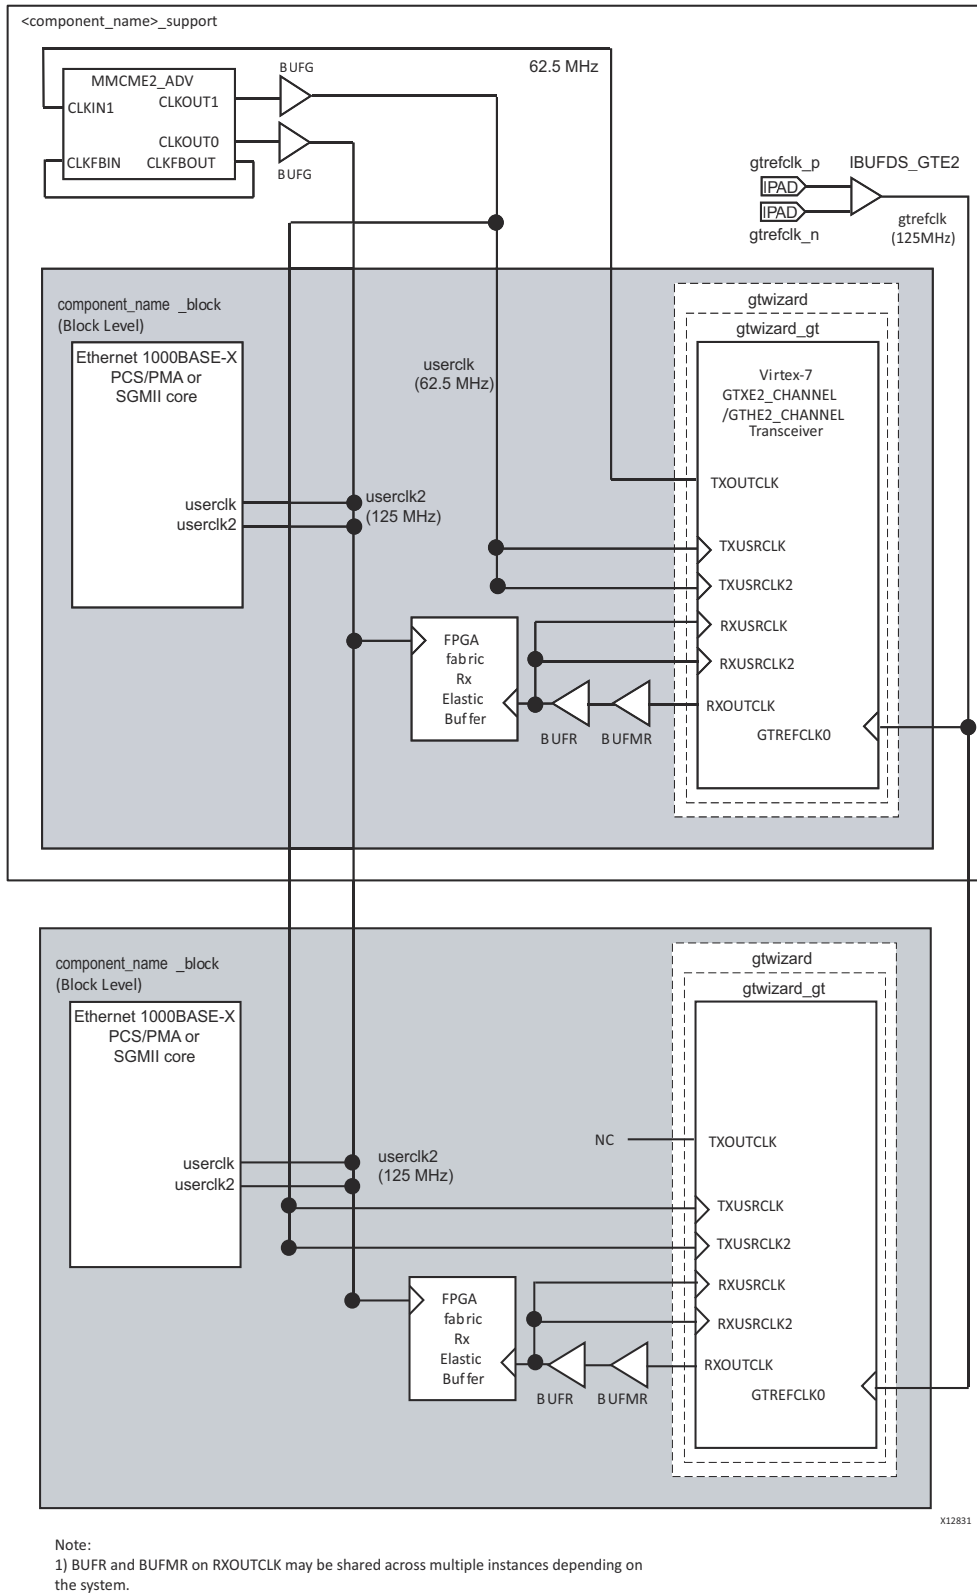 <component_name>_support
BUFG
62.5 MHz
MMCME2_ADV
CLKIN1
CLKOUT1
CLKOUT0
CLKFBIN
CLKFBOUT
BUFG
gtrefclk_p
IBUFDS_GTE2
IPAD
IPAD
gtrefclk_n
gtrefclk
(125MHz)
component_name _block
(Block Level)
gtwizard
gtwizard_gt
Ethernet 1000BASE-X
PCS/PMA or
SGMII core
userclk
(62.5 MHz)
Virtex-7
GTXE2_CHANNEL
/GTHE2_CHANNEL
Transceiver
TXOUTCLK
userclk
userclk2
userclk2
(125 MHz)
TXUSRCLK
TXUSRCLK2
RXUSRCLK
RXUSRCLK2
RXOUTCLK
GTREFCLK0
FPGA
fabric
Rx
Elastic
Buffer
BUFR
BUFMR
component_name _block
(Block Level)
gtwizard
gtwizard_gt
Ethernet 1000BASE-X
PCS/PMA or
SGMII core
NC
TXOUTCLK
userclk
userclk2
userclk2
(125 MHz)
TXUSRCLK
TXUSRCLK2
RXUSRCLK
RXUSRCLK2
RXOUTCLK
GTREFCLK0
FPGA
fabric
Rx
Elastic
Buffer
BUFR
BUFMR
X12831
Note:
1) BUFR and BUFMR on RXOUTCLK may be shared across multiple instances depending on
the system.